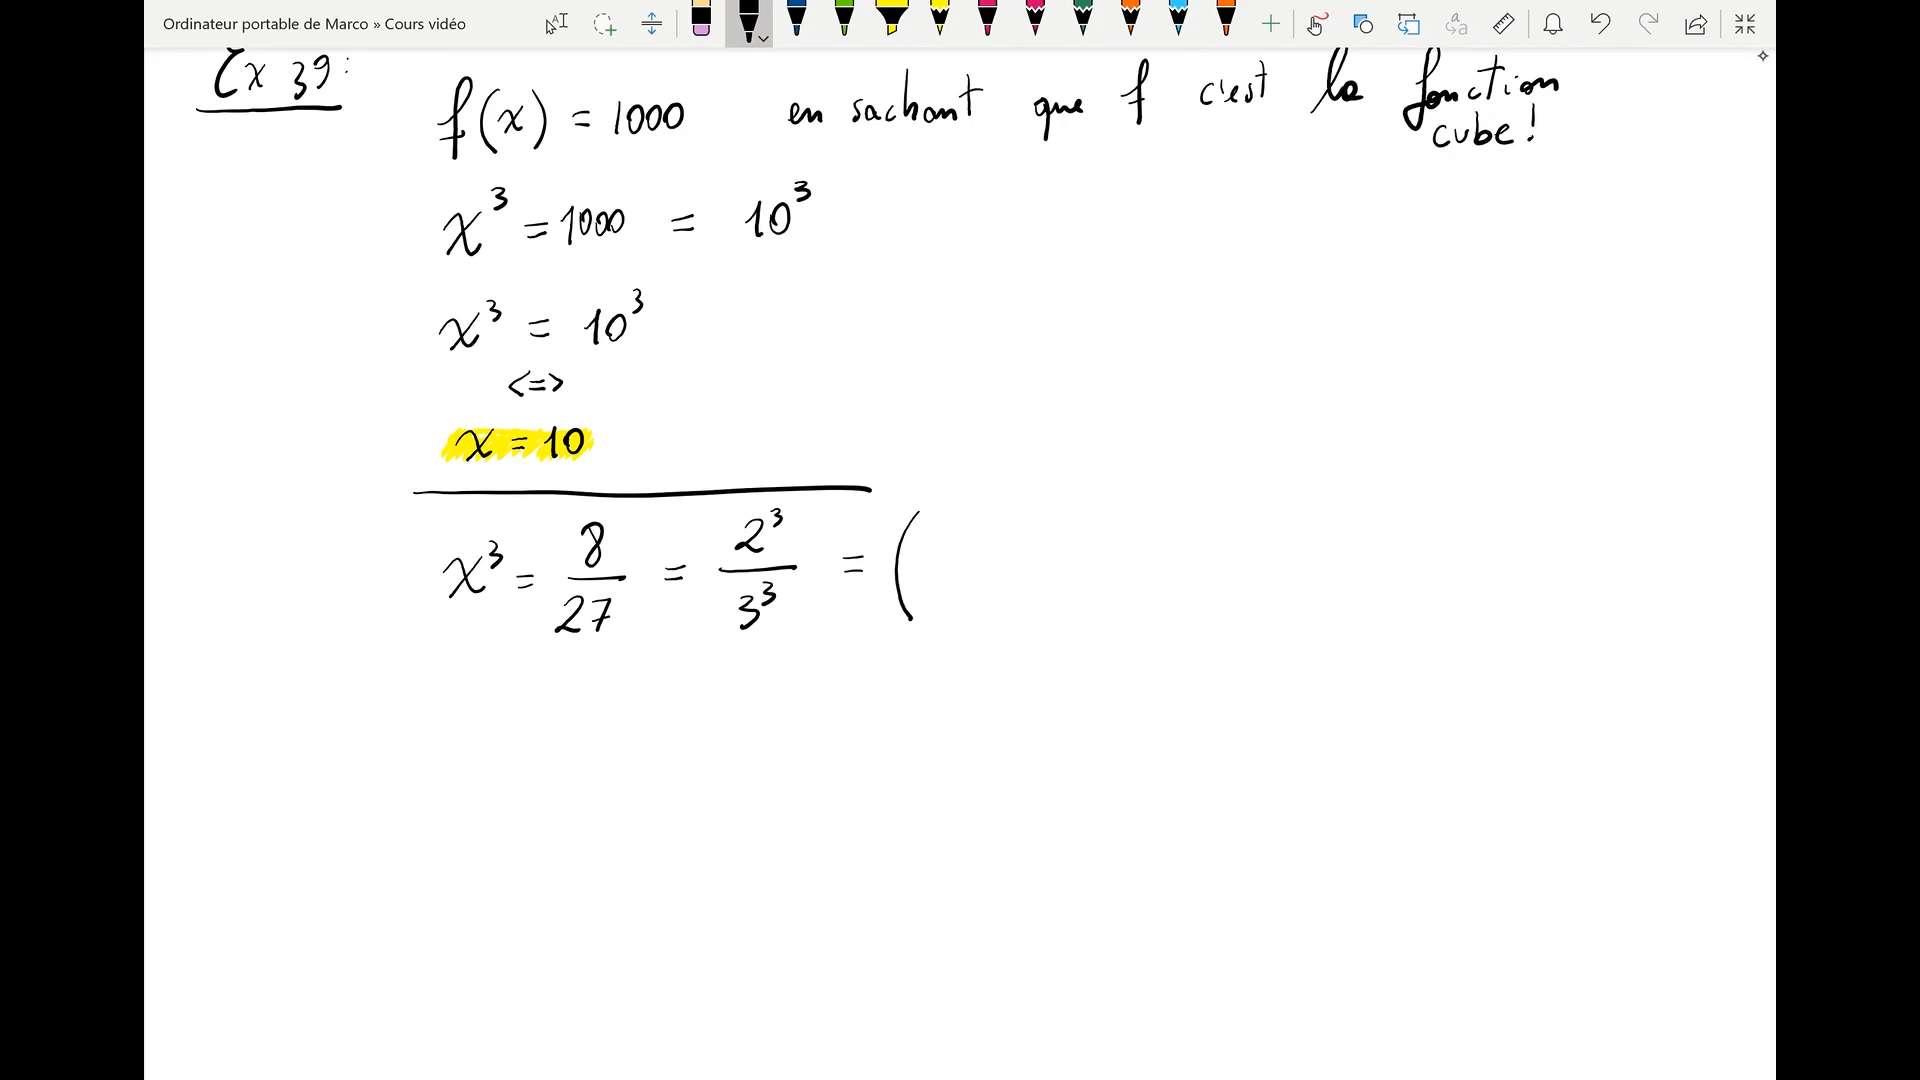 Ordinateur portable de Marco » Cours vidéo
Ex 39:
f(x) = 1000 en sachant que f c'est la fonction
cube!
x³ = 1000 = 10³
x³ = 10³
<=>
x = 10
x³ = 8/27 = 2³/3³ = (